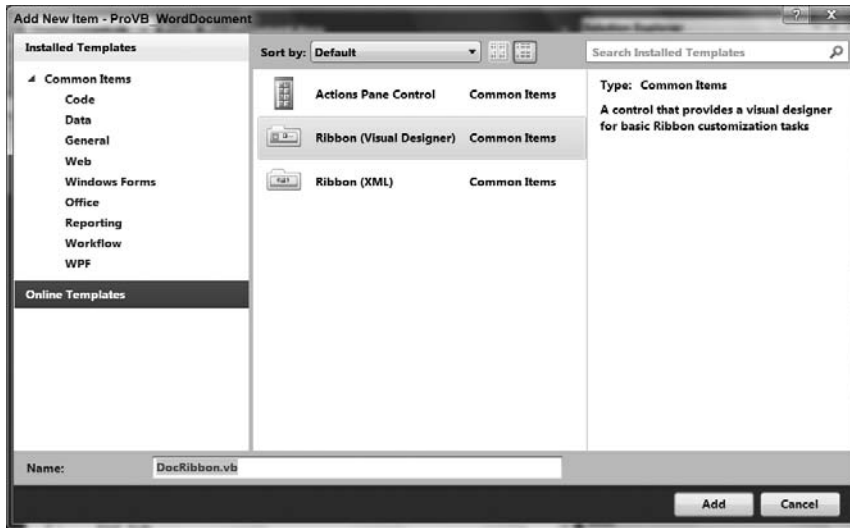 Add New Item - ProVB_WordDocument
Installed Templates
Common Items
Code
Data
General
Web
Windows Forms
Office
Reporting
Workflow
WPF
Online Templates
Sort by: Default
Actions Pane Control Common Items
Ribbon (Visual Designer) Common Items
Ribbon (XML) Common Items
Search Installed Templates
Type: Common Items
A control that provides a visual designer
for basic Ribbon customization tasks
Name: DocRibbon.vb
Add Cancel